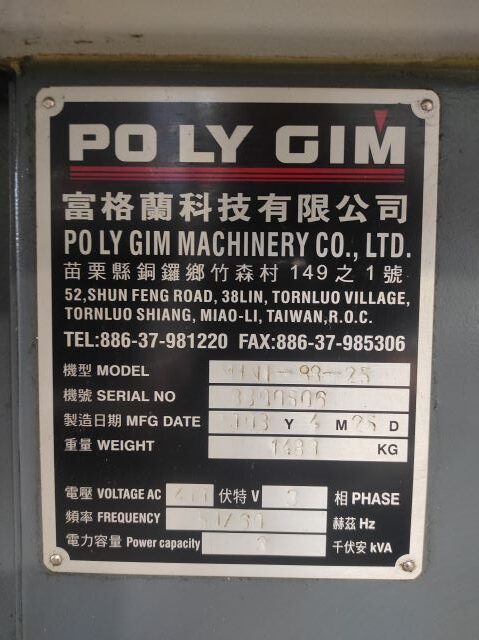 PO LY GIM
富格蘭科技有限公司
PO LY GIM MACHINERY CO., LTD.
苗栗縣銅鑼鄉竹森村 149 之 1 號
52,SHUN FENG ROAD, 38LIN, TORNLUO VILLAGE,
TORNLUO SHIANG, MIAO-LI, TAIWAN,R.O.C.
TEL:886-37-981220 FAX:886-37-985306
機型 MODEL
機號 SERIAL NO
製造日期 MFG DATE Y M D
重量 WEIGHT KG
電壓 VOLTAGE AC 伏特 V 3 相 PHASE
頻率 FREQUENCY 赫茲 Hz
電力容量 Power capacity 千伏安 kVA